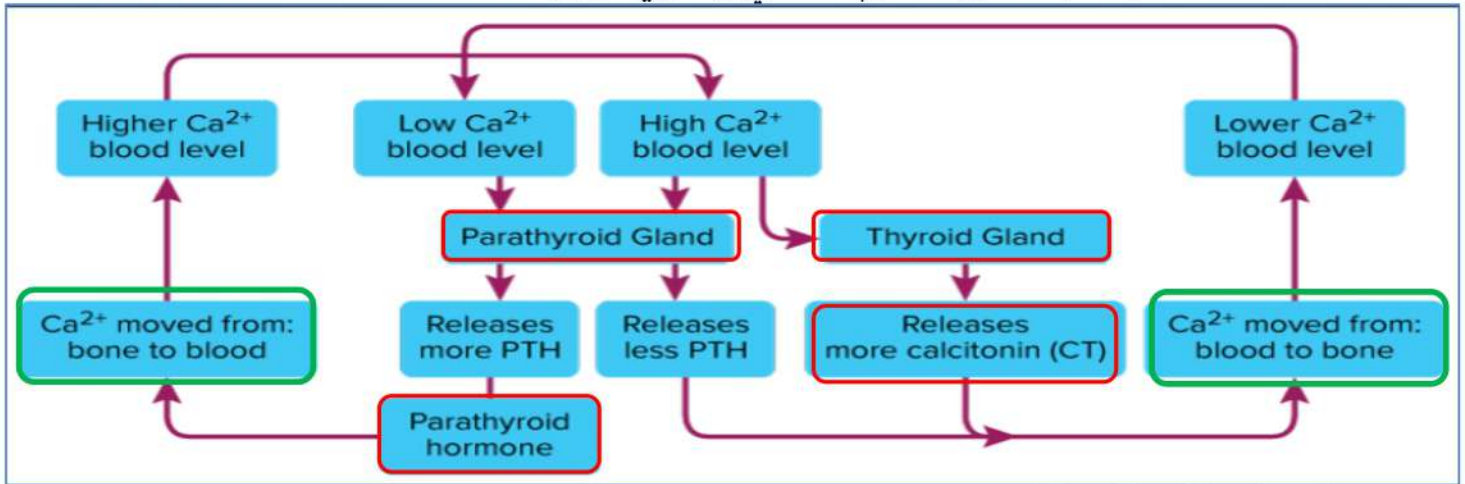 Higher Ca²⁺
blood level
Low Ca²⁺
blood level
High Ca²⁺
blood level
Lower Ca²⁺
blood level
Parathyroid Gland
Thyroid Gland
Ca²⁺ moved from:
bone to blood
Releases
more PTH
Releases
less PTH
Releases
more calcitonin (CT)
Ca²⁺ moved from:
blood to bone
Parathyroid
hormone